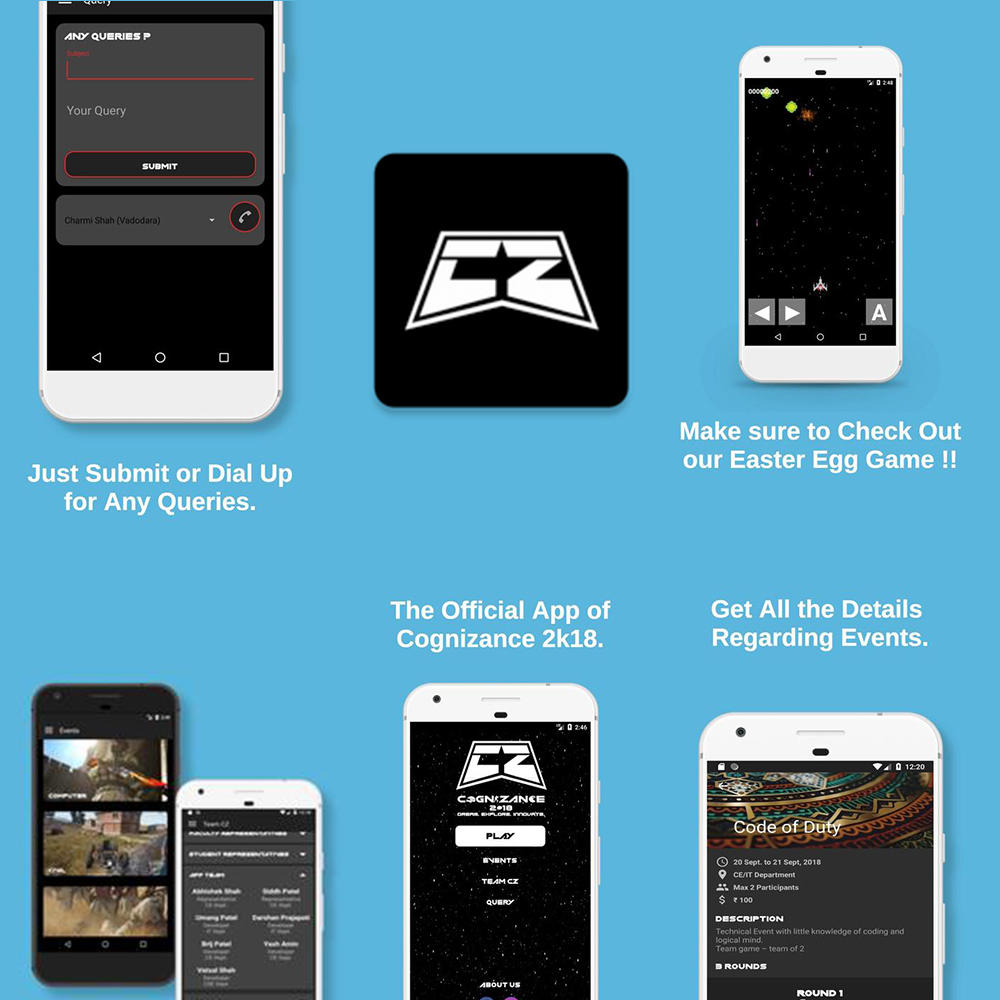 Query
ANY QUERIES ?
Subject
Your Query
SUBMIT
Charmi Shah (Vadodara)
Just Submit or Dial Up
for Any Queries.
CZ
2:48
00000000
A
Make sure to Check Out
our Easter Egg Game !!
Events
COMPUTER
CIVIL
Team CZ
FACULTY REPRESENTATIVES
STUDENT REPRESENTATIVES
APP TEAM
Abhishek Shah
Siddh Patel
Umang Patel
Darshan Prajapati
Brij Patel
Yash Amin
Vatsal Shah
The Official App of
Cognizance 2k18.
2:46
CZ
COGNIZANCE
2018
DREAM. EXPLORE. INNOVATE.
PLAY
EVENTS
TEAM CZ
QUERY
ABOUT US
Get All the Details
Regarding Events.
12:20
Code of Duty
20 Sept. to 21 Sept, 2018
CE/IT Department
Max 2 Participants
₹ 100
DESCRIPTION
Technical Event with little knowledge of coding and
logical mind.
Team game – team of 2
3 ROUNDS
ROUND 1